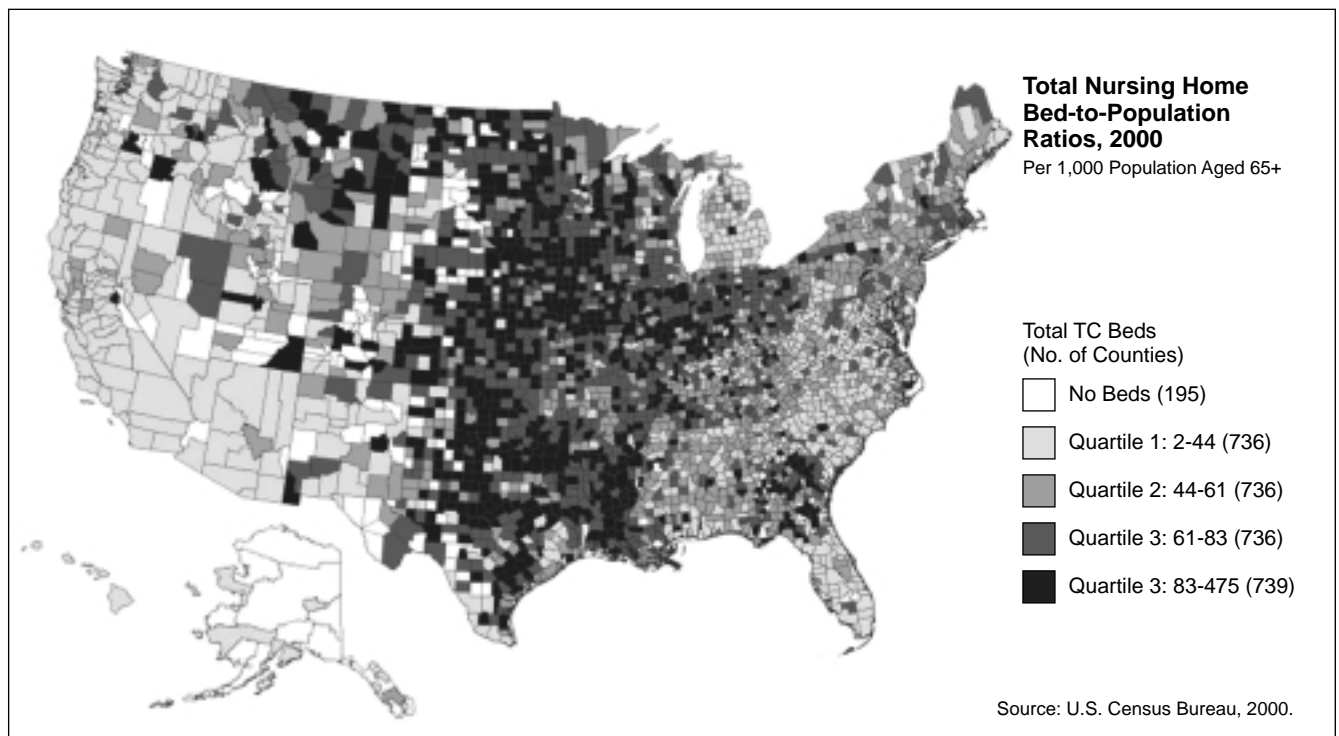 Total Nursing Home
Bed-to-Population
Ratios, 2000
Per 1,000 Population Aged 65+
Total TC Beds
(No. of Counties)
No Beds (195)
Quartile 1: 2-44 (736)
Quartile 2: 44-61 (736)
Quartile 3: 61-83 (736)
Quartile 3: 83-475 (739)
Source: U.S. Census Bureau, 2000.